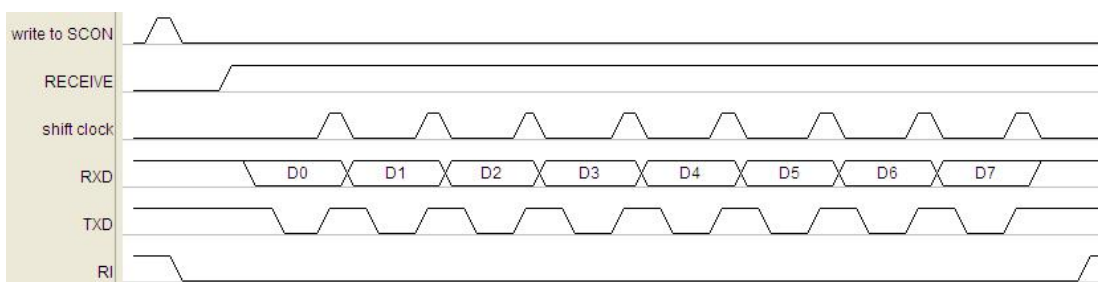 write to SCON
RECEIVE
shift clock
RXD D0 D1 D2 D3 D4 D5 D6 D7
TXD
RI